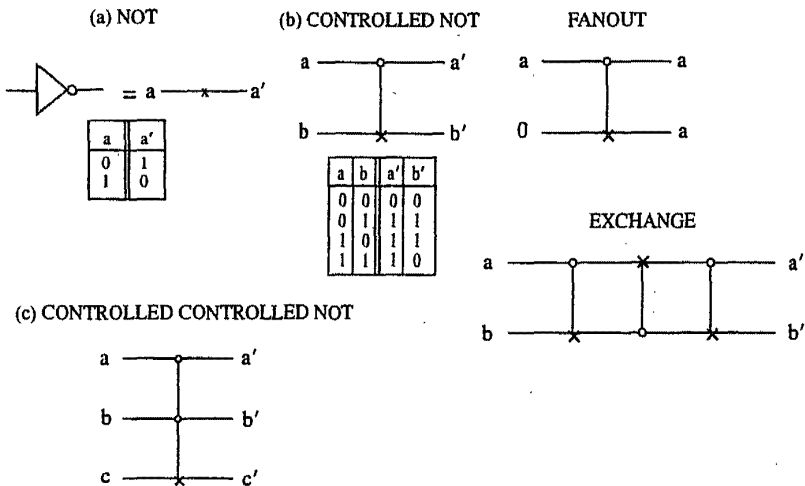 (a) NOT
= a a′
a a′
0 1
1 0
(b) CONTROLLED NOT
a a′
b b′
a b a′ b′
0 0 0 0
0 1 1 1
1 0 1 1
1 1 1 0
FANOUT
a a
0 a
EXCHANGE
a a′
b b′
(c) CONTROLLED CONTROLLED NOT
a a′
b b′
c c′